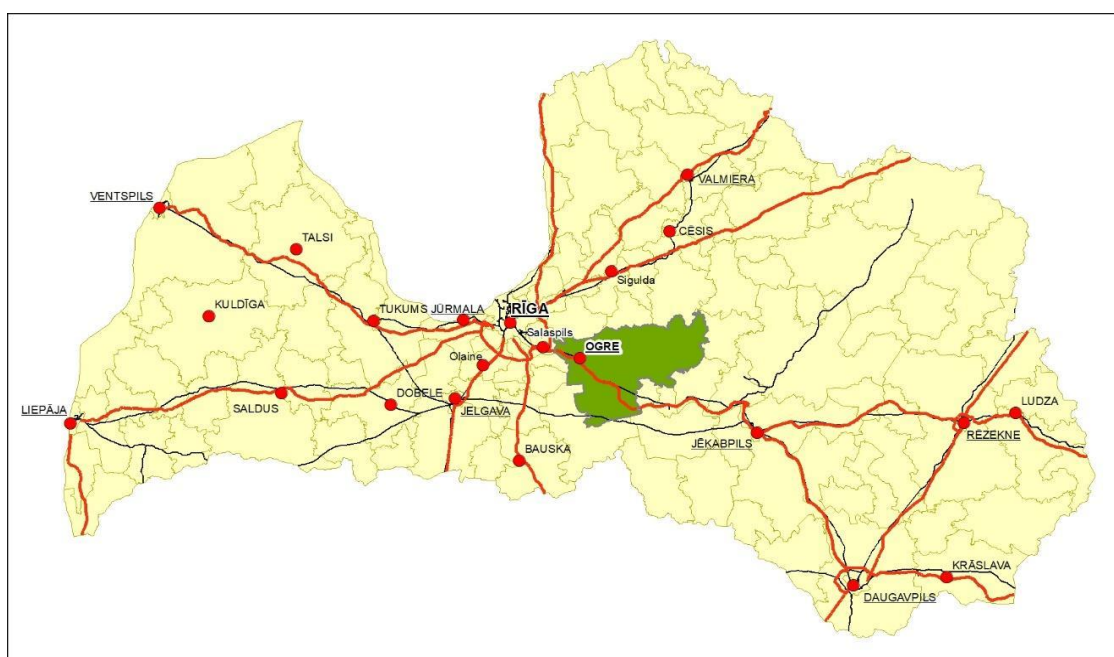 VALMIERA
VENTSPILS
CĒSIS
TALSI
Sigulda
KULDĪGA
TUKUMS
JŪRMALA
RĪGA
Salaspils
OGRE
Olaine
DOBELE
SALDUS
JELGAVA
LIEPĀJA
LUDZA
RĒZEKNE
JĒKABPILS
BAUSKA
KRĀSLAVA
DAUGAVPILS